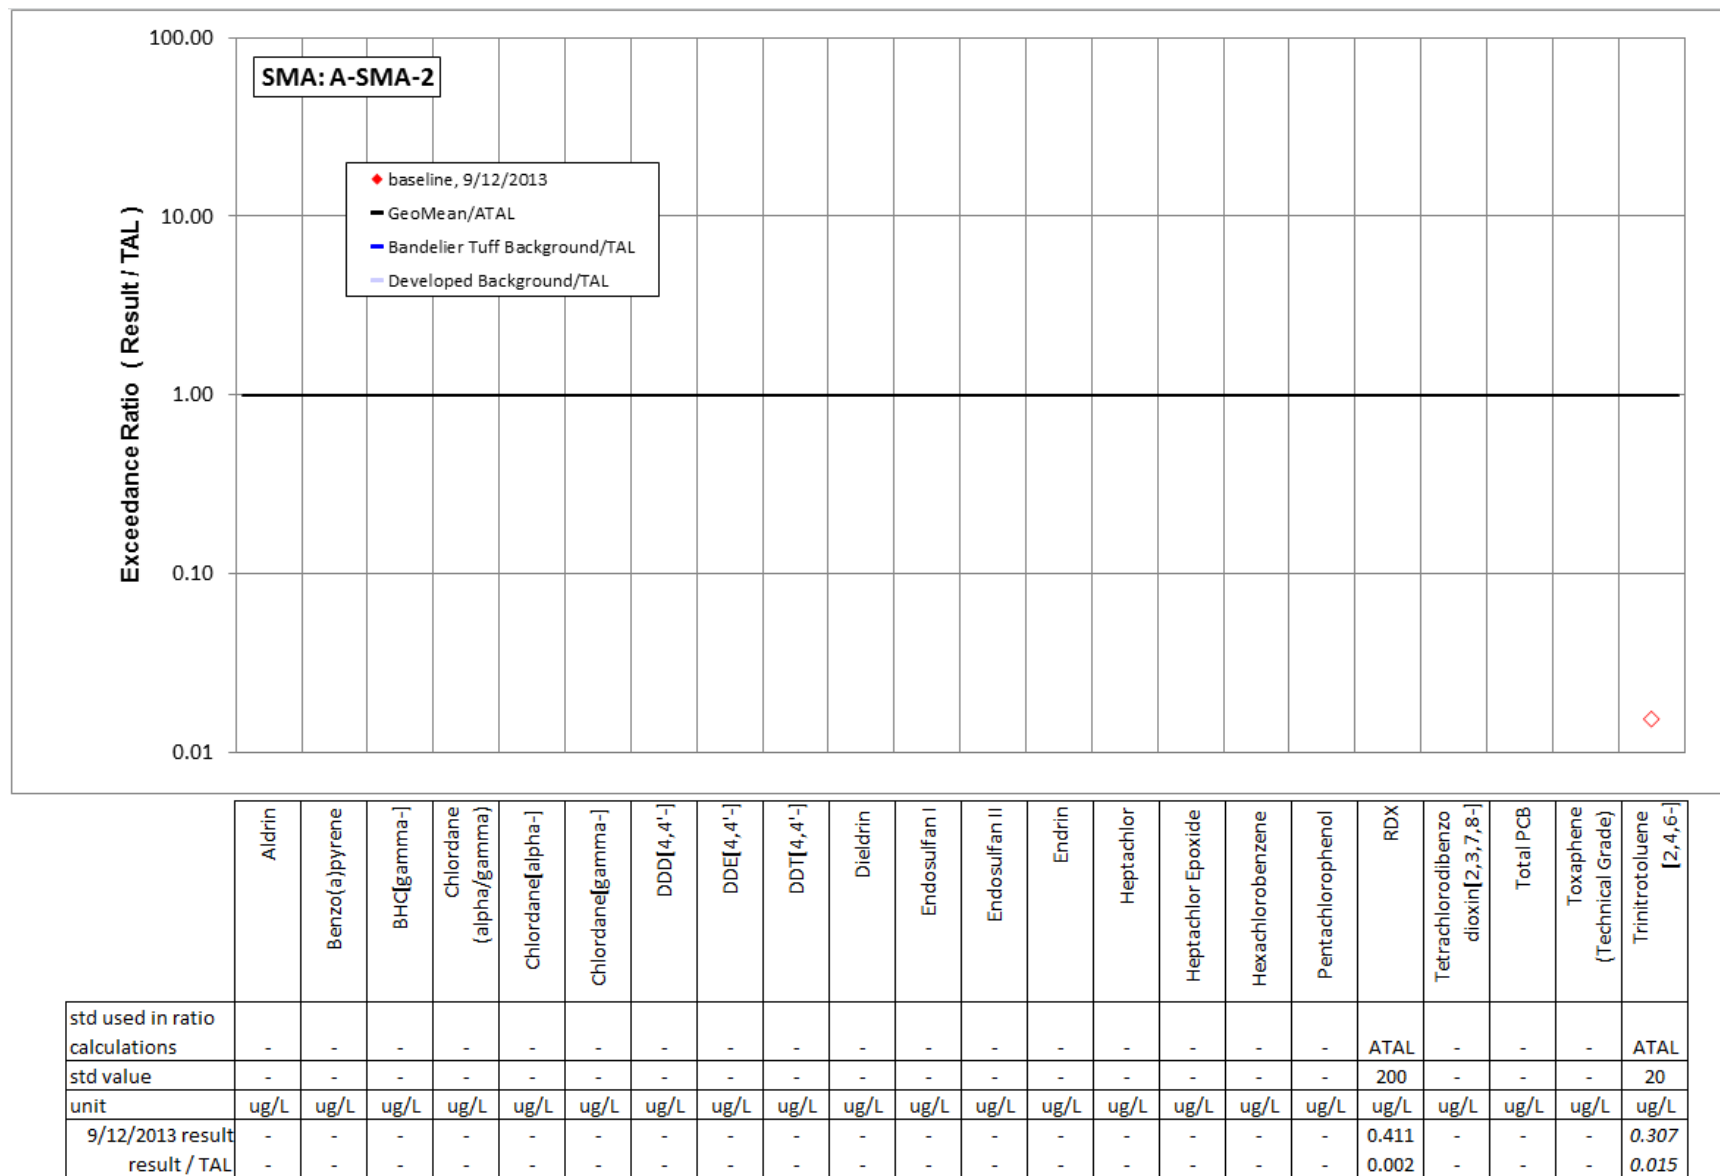 100.00
SMA: A-SMA-2
baseline, 9/12/2013
GeoMean/ATAL
Bandelier Tuff Background/TAL
Developed Background/TAL
10.00
1.00
0.10
0.01
Exceedance Ratio ( Result / TAL )
Aldrin
Benzo(a)pyrene
BHC[gamma-]
Chlordane
(alpha/gamma)
Chlordane[alpha-]
Chlordane[gamma-]
DDD[4,4'-]
DDE[4,4'-]
DDT[4,4'-]
Dieldrin
Endosulfan I
Endosulfan II
Endrin
Heptachlor
Heptachlor Epoxide
Hexachlorobenzene
Pentachlorophenol
RDX
Tetrachlorodibenzo
dioxin[2,3,7,8-]
Total PCB
Toxaphene
(Technical Grade)
Trinitrotoluene
[2,4,6-]
std used in ratio
calculations - - - - - - - - - - - - - - - - - ATAL - - - ATAL
std value - - - - - - - - - - - - - - - - - 200 - - - 20
unit ug/L ug/L ug/L ug/L ug/L ug/L ug/L ug/L ug/L ug/L ug/L ug/L ug/L ug/L ug/L ug/L ug/L ug/L ug/L ug/L ug/L ug/L
9/12/2013 result - - - - - - - - - - - - - - - - - 0.411 - - - 0.307
result / TAL - - - - - - - - - - - - - - - - - 0.002 - - - 0.015